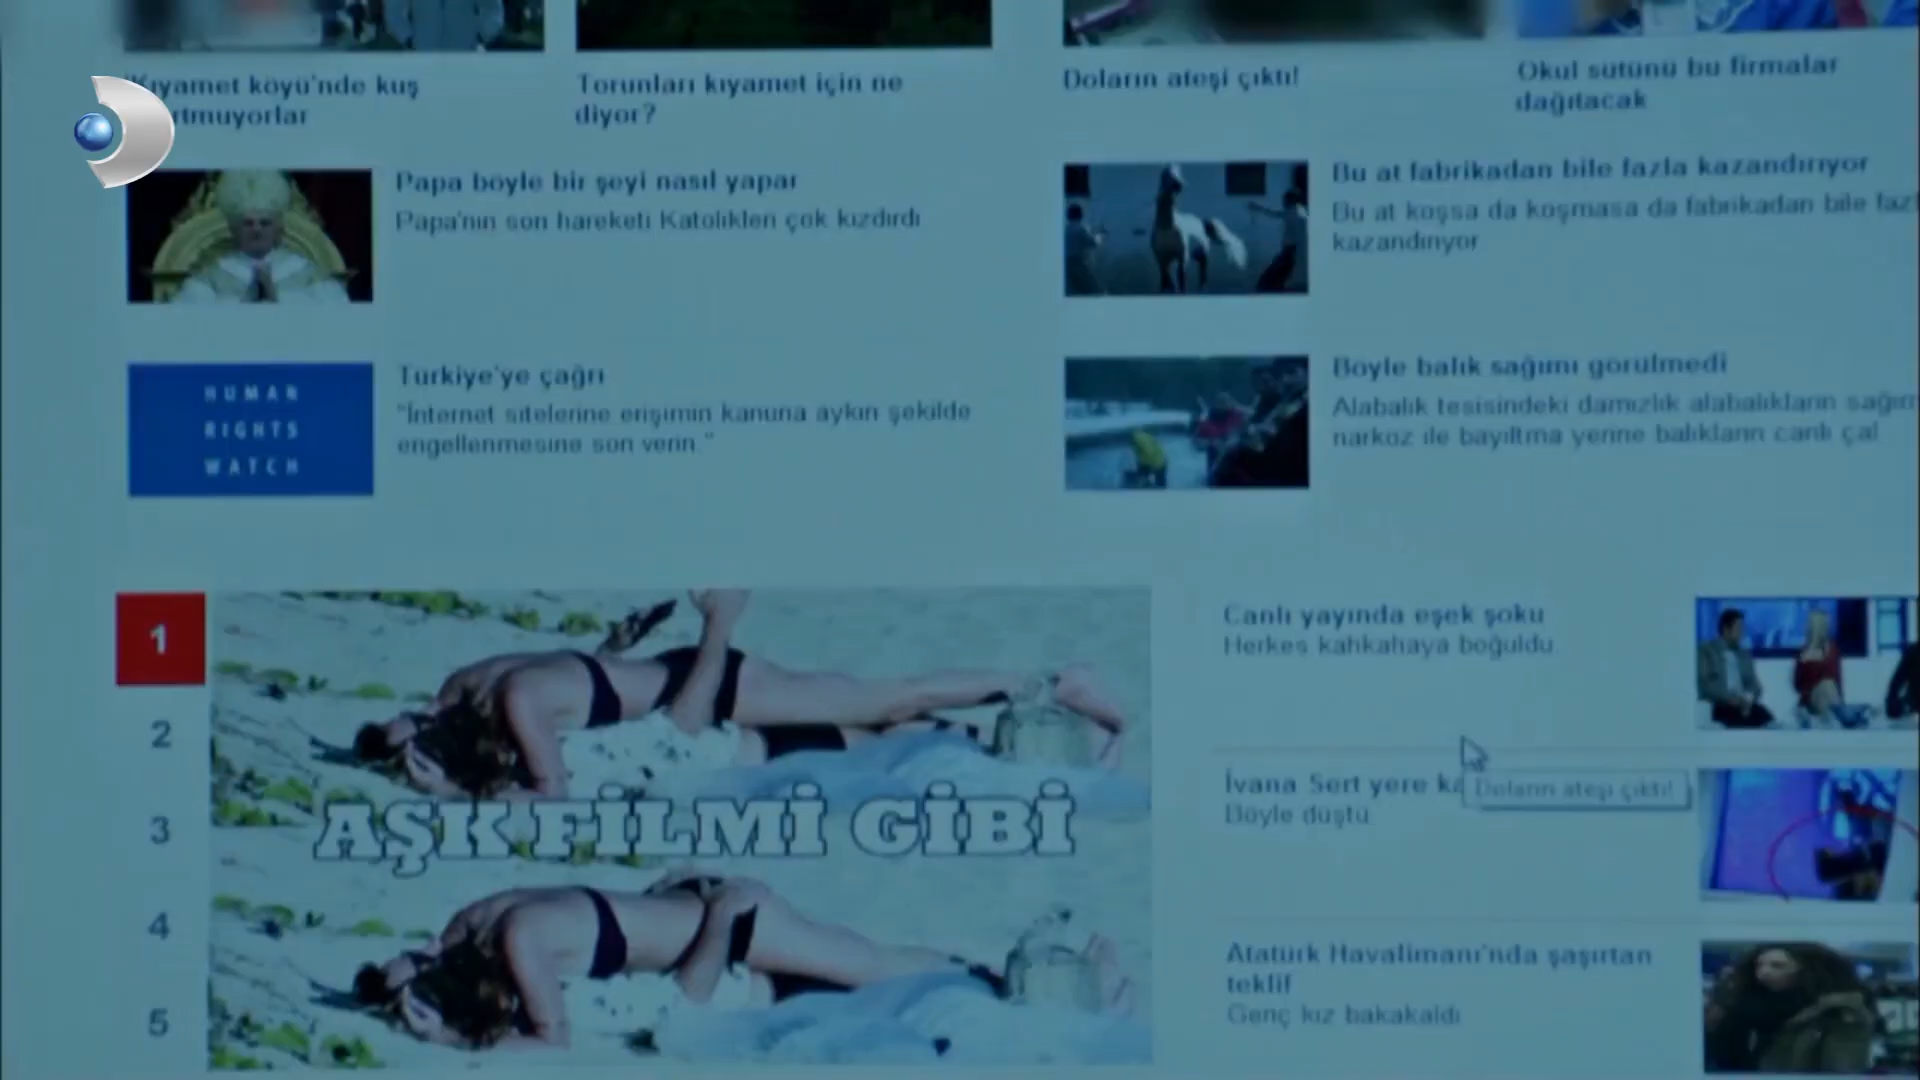 Kıyamet köyü'nde kuş
Torunları kıyamet için ne
diyor?
Doların ateşi çıktı!
Okul sütünü bu firmalar
dağıtacak
Papa böyle bir şeyi nasıl yapar
Papa'nın son hareketi Katolikleri çok kızdırdı
Bu at fabrikadan bile fazla kazandırıyor
Bu at koşsa da koşmasa da fabrikadan bile
kazandırıyor
HUMAN
RIGHTS
WATCH
Türkiye'ye çağrı
"İnternet sitelerine erişimin kanuna aykırı şekilde
engellenmesine son verin."
Böyle balık sağımı görülmedi
Alabalık tesisindeki damızlık alabalıkların
narkoz ile bayıltma yerine balıkların canlı
1
2
3
4
5
AŞK FİLMİ GİBİ
Canlı yayında eşek şoku
Herkes kahkahaya boğuldu.
İvana Sert yere
Doların ateşi çıktı!
Böyle düştü.
Atatürk Havalimanı'nda şaşırtan
teklif
Genç kız bakakaldı